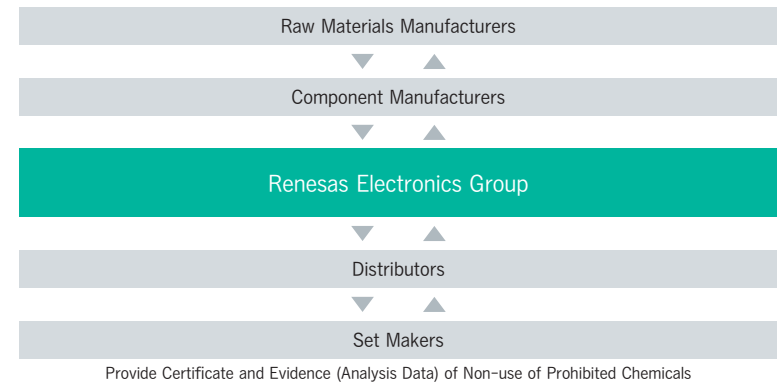 Raw Materials Manufacturers
Component Manufacturers
Renesas Electronics Group
Distributors
Set Makers
Provide Certificate and Evidence (Analysis Data) of Non-use of Prohibited Chemicals